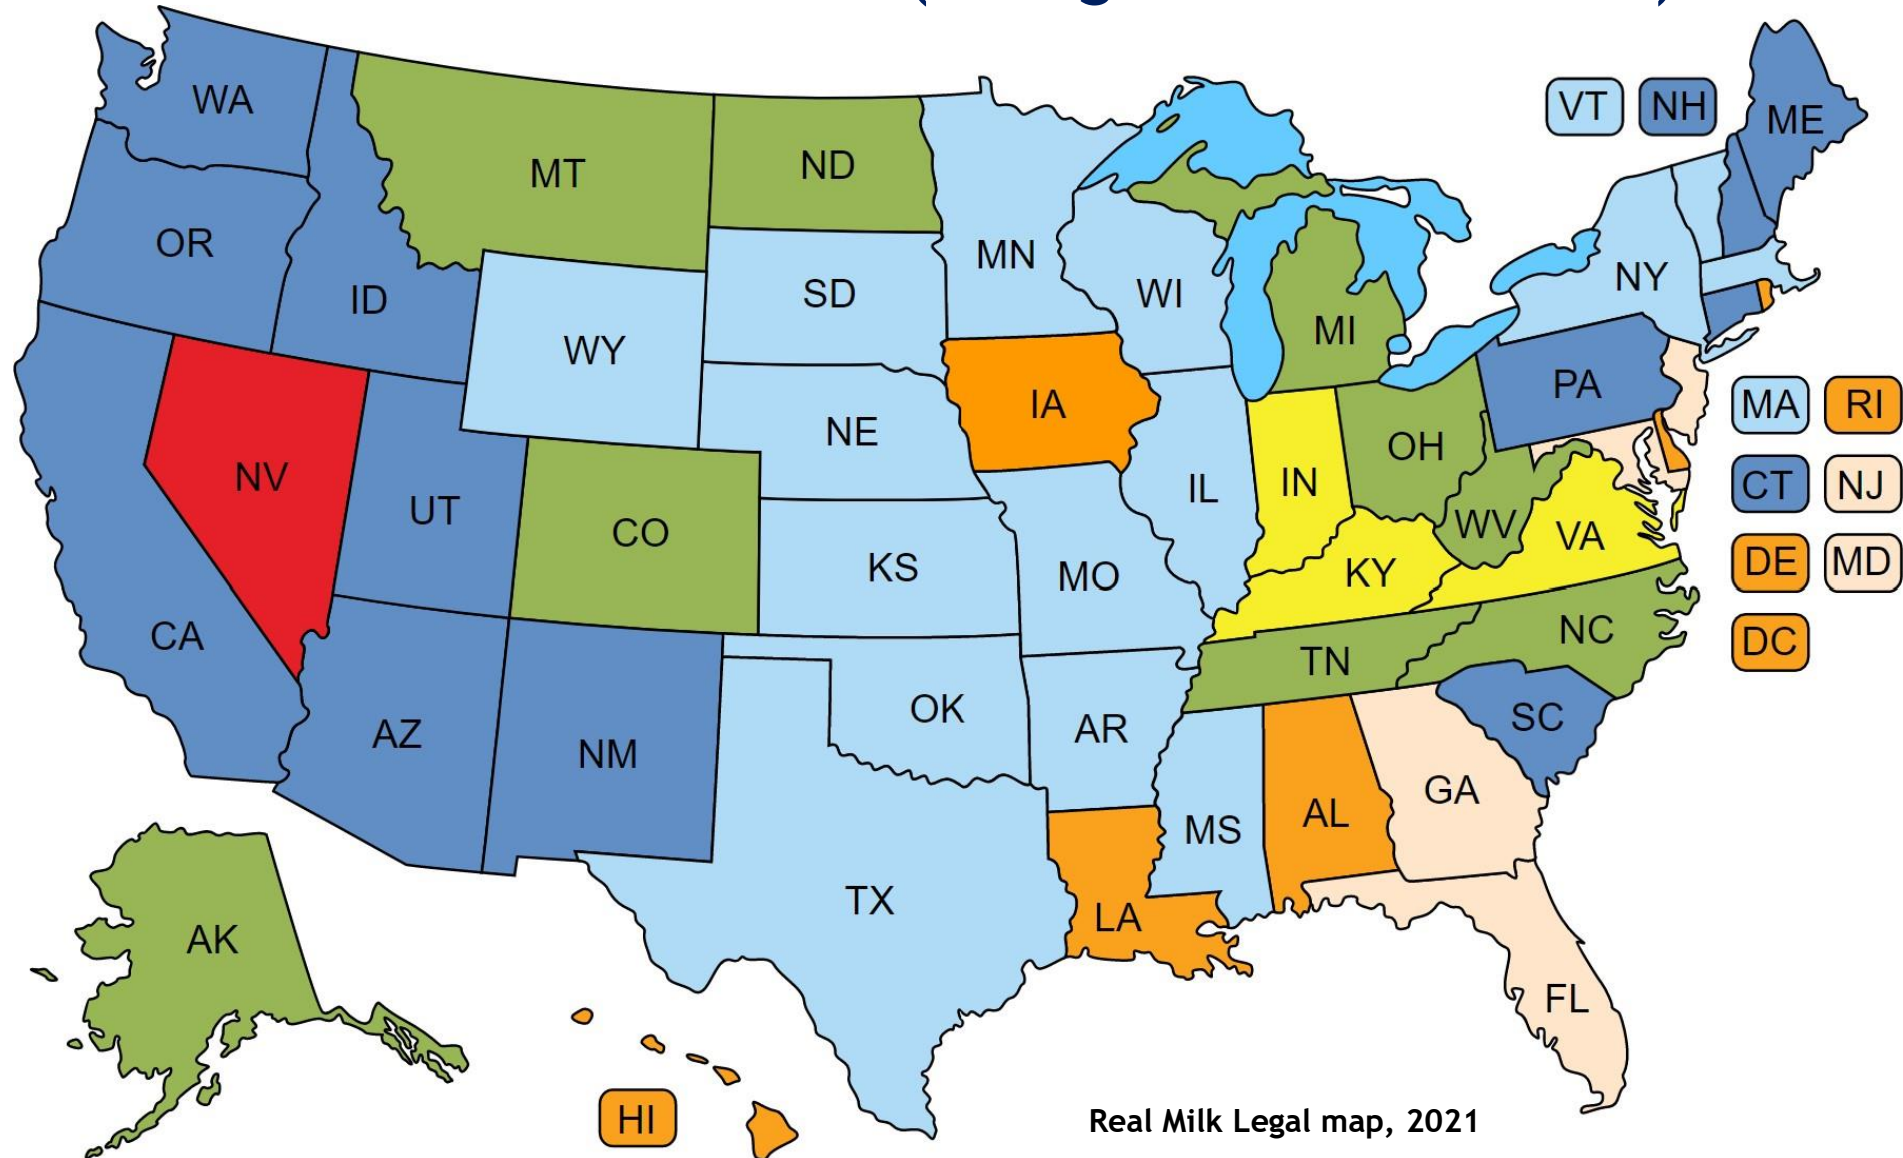 WA
MT
ND
VT NH
ME
OR
ID
MN
SD
WI
NY
WY
MI
NE
IA
PA
MA RI
NV
UT
CO
KS
MO
IL
IN
OH
WV
VA
CT NJ
KY
DE MD
CA
AZ
NM
OK
AR
TN
NC
DC
SC
MS
AL
GA
TX
LA
AK
FL
HI
Real Milk Legal map, 2021